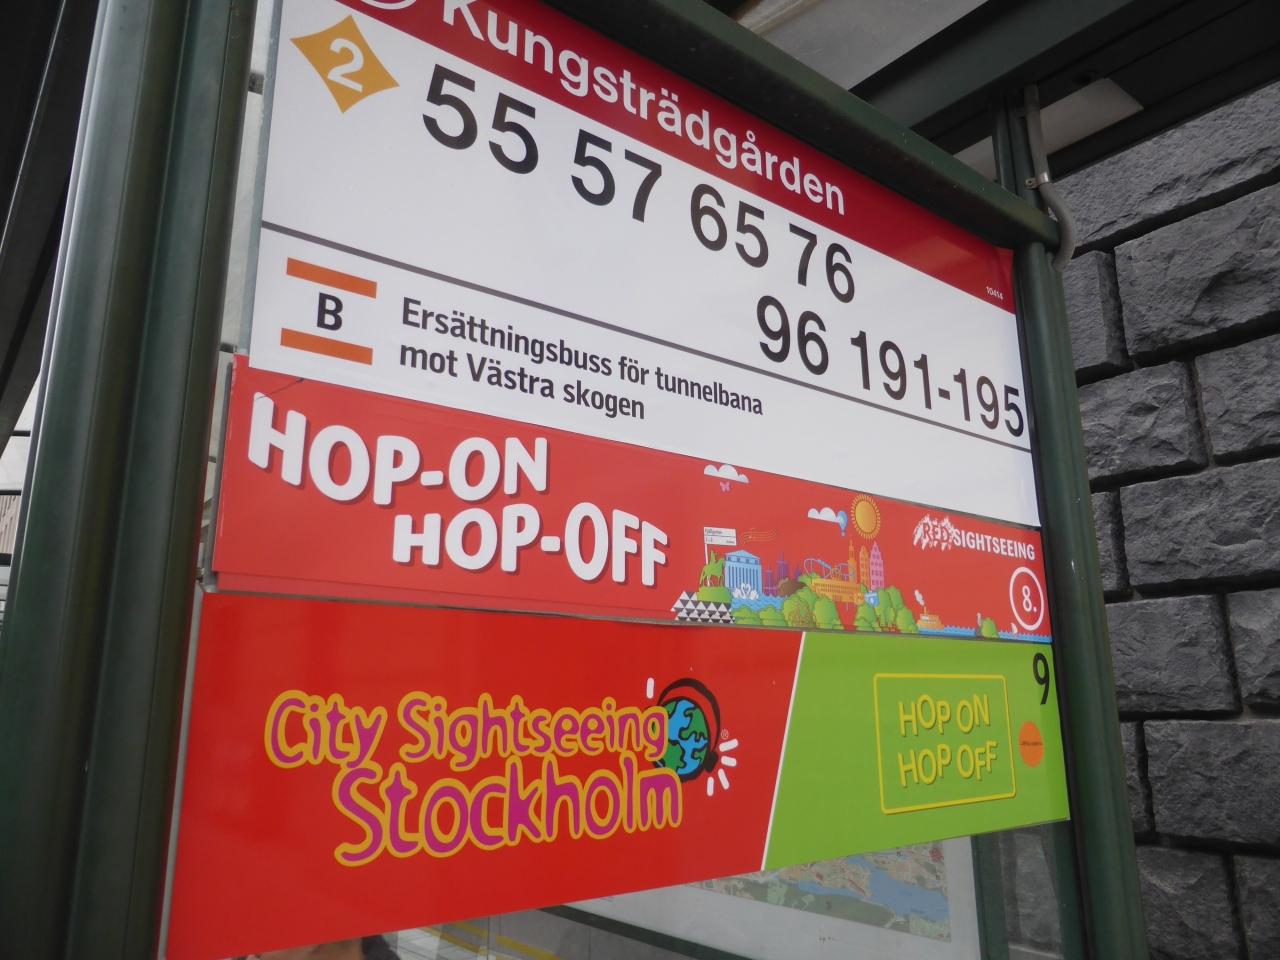 Kungsträdgården
2
55 57 65 76
96 191-195
10414
B
Ersättningsbuss för tunnelbana
mot Västra skogen
HOP-ON
HOP-OFF
RED SIGHTSEEING
8.
City Sightseeing
Stockholm
®
9
HOP ON
HOP OFF